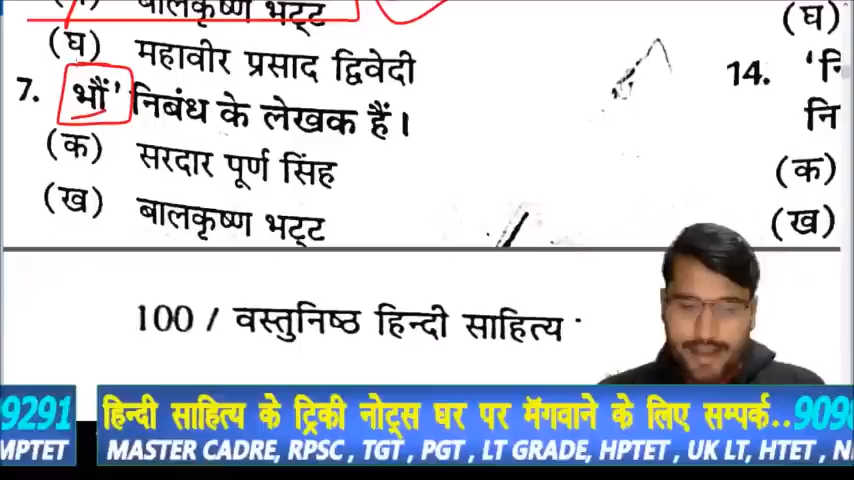 बालकृष्ण भट्ट
(घ) महावीर प्रसाद द्विवेदी
7. भौं' निबंध के लेखक हैं।
(क) सरदार पूर्ण सिंह
(ख) बालकृष्ण भट्ट
(घ)
14.
नि
(क)
(ख)
100 / वस्तुनिष्ठ हिन्दी साहित्य
9291 हिन्दी साहित्य के ट्रिकी नोट्स घर पर मॅगवाने के लिए सम्पर्क..9098
MPTET MASTER CADRE, RPSC , TGT , PGT , LT GRADE, HPTET , UK LT, HTET ,